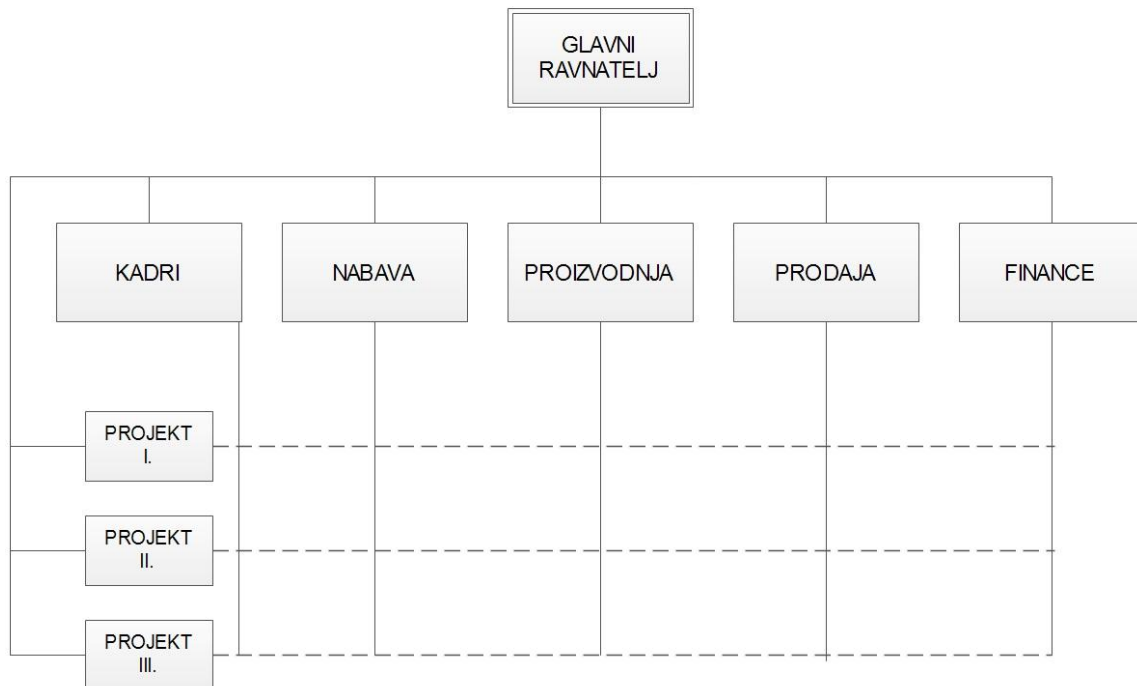 GLAVNI
RAVNATELJ
KADRI
NABAVA
PROIZVODNJA
PRODAJA
FINANCE
PROJEKT
I.
PROJEKT
II.
PROJEKT
III.